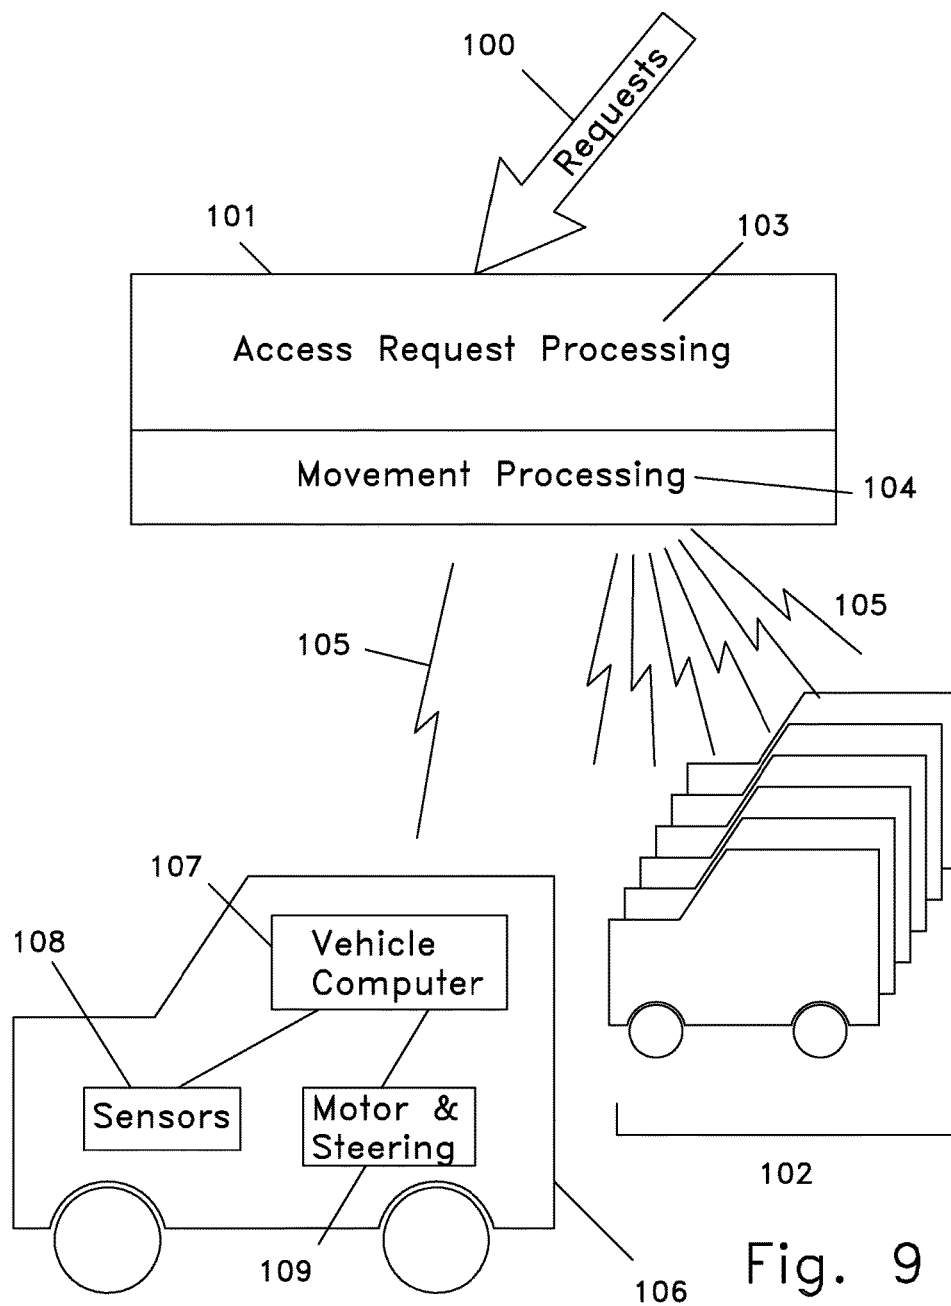 100
Requests
101
103
Access Request Processing
Movement Processing
104
105
105
107
Vehicle
Computer
108
Sensors
Motor &
Steering
102
109
106
Fig. 9